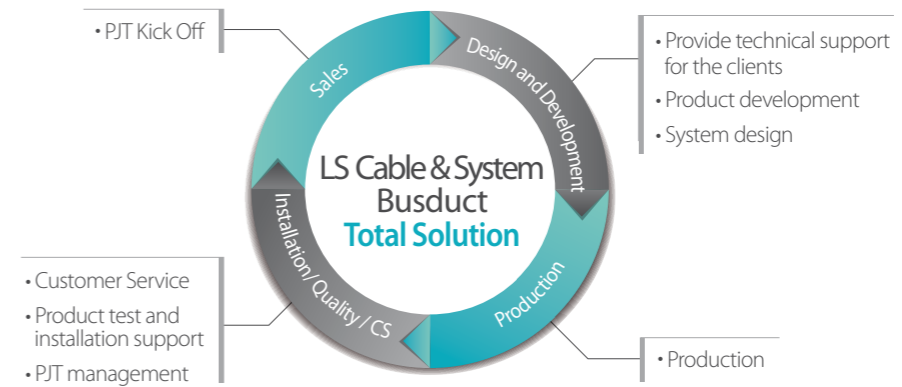 • PJT Kick Off
Sales
Design and Development
• Provide technical support
for the clients
• Product development
• System design
LS Cable & System
Busduct
Total Solution
Installation / Quality / CS
Production
• Customer Service
• Product test and
installation support
• PJT management
• Production